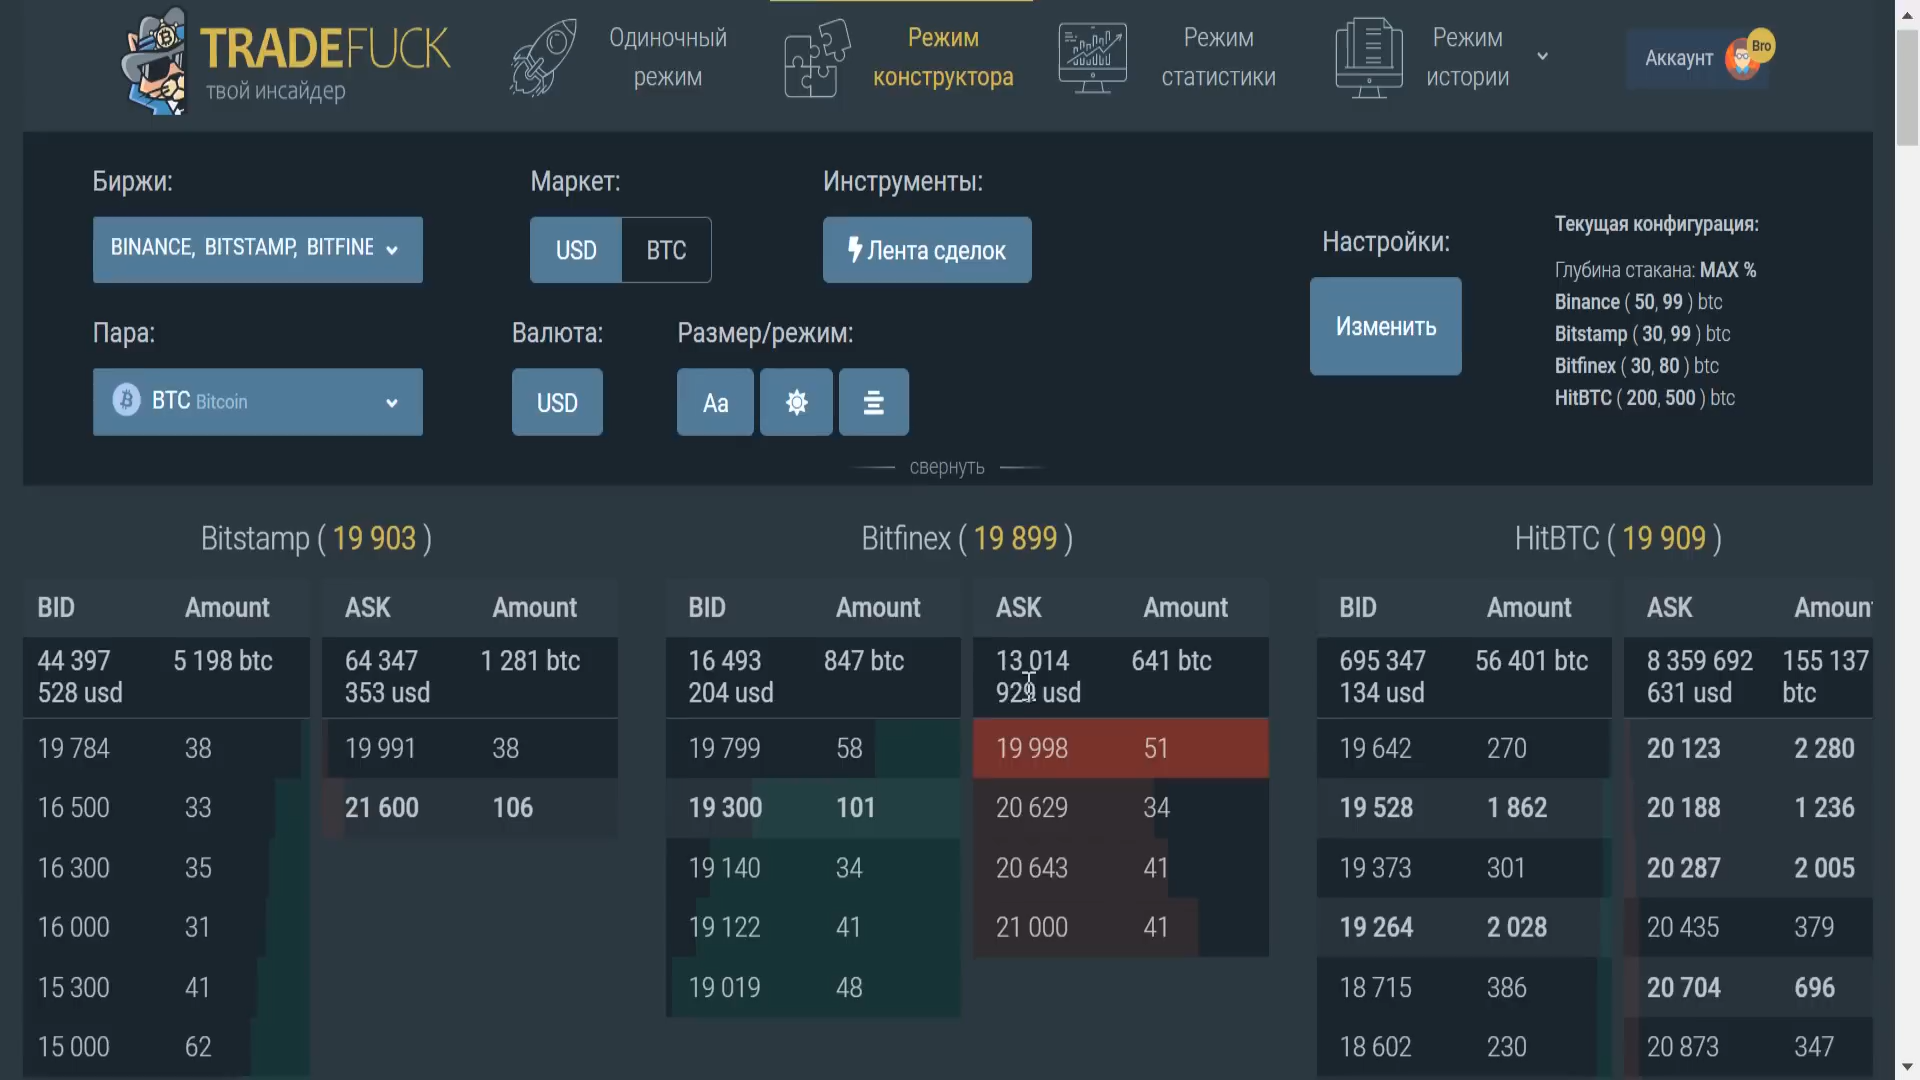 TRADEFUCK
твой инсайдер
Одиночный
режим
Режим
конструктора
Режим
статистики
Режим
истории
Аккаунт
Bro
Биржи:
Маркет:
Инструменты:
BINANCE, BITSTAMP, BITFINE
USD
BTC
Лента сделок
Пара:
Валюта:
Размер/режим:
BTC Bitcoin
USD
Aa
Настройки:
Изменить
Текущая конфигурация:
Глубина стакана: MAX %
Binance ( 50, 99 ) btc
Bitstamp ( 30, 99 ) btc
Bitfinex ( 30, 80 ) btc
HitBTC ( 200, 500 ) btc
свернуть
Bitstamp ( 19 903 )
BID Amount ASK Amount
44 397 5 198 btc 64 347 1 281 btc
528 usd 353 usd
19 784 38 19 991 38
16 500 33 21 600 106
16 300 35
16 000 31
15 300 41
15 000 62
Bitfinex ( 19 899 )
BID Amount ASK Amount
16 493 847 btc 13 014 641 btc
204 usd 929 usd
19 799 58 19 998 51
19 300 101 20 629 34
19 140 34 20 643 41
19 122 41 21 000 41
19 019 48
HitBTC ( 19 909 )
BID Amount ASK Amoun
695 347 56 401 btc 8 359 692 155 137
134 usd 631 usd btc
19 642 270 20 123 2 280
19 528 1 862 20 188 1 236
19 373 301 20 287 2 005
19 264 2 028 20 435 379
18 715 386 20 704 696
18 602 230 20 873 347